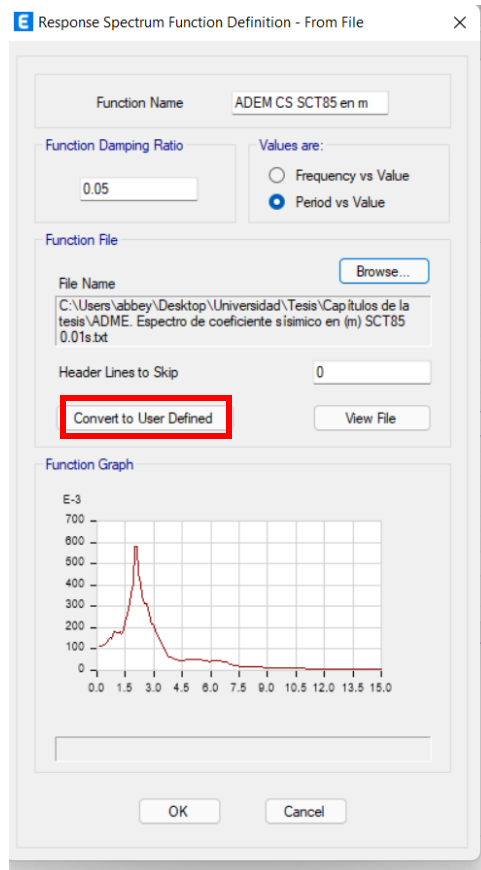 E Response Spectrum Function Definition - From File
Function Name ADEM CS SCT85 en m
Function Damping Ratio
0.05
Values are:
Frequency vs Value
Period vs Value
Function File
Browse...
File Name
C:\Users\abbey\Desktop\Universidad\Tesis\Capítulos de la
tesis\ADME. Espectro de coeficiente sísimico en (m) SCT85
0.01s.txt
Header Lines to Skip 0
Convert to User Defined View File
Function Graph
E-3
700
600
500
400
300
200
100
0
0.0 1.5 3.0 4.5 6.0 7.5 9.0 10.5 12.0 13.5 15.0
OK Cancel